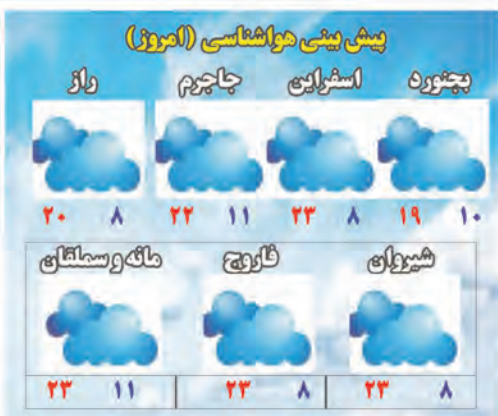 پیش بینی هواشناسی (امروز)
بجنورد اسفراین جاجرم راز
۱۰ ۱۹ ۸ ۲۳ ۱۱ ۲۲ ۸ ۲۰
شیروان فاروج مانه و سملقان
۸ ۲۳ ۸ ۲۳ ۱۱ ۲۳